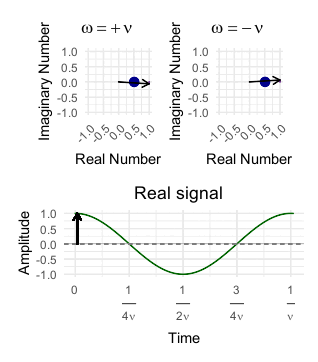 ω = + ν
ω = − ν
Imaginary Number
1.0
0.5
0.0
-0.5
-1.0
-1.0 -0.5 0.0 0.5 1.0
Real Number
Imaginary Number
1.0
0.5
0.0
-0.5
-1.0
-1.0 -0.5 0.0 0.5 1.0
Real Number
Real signal
Amplitude
1.0
0.5
0.0
-0.5
-1.0
0 1 1 3 1
4ν 2ν 4ν ν
Time